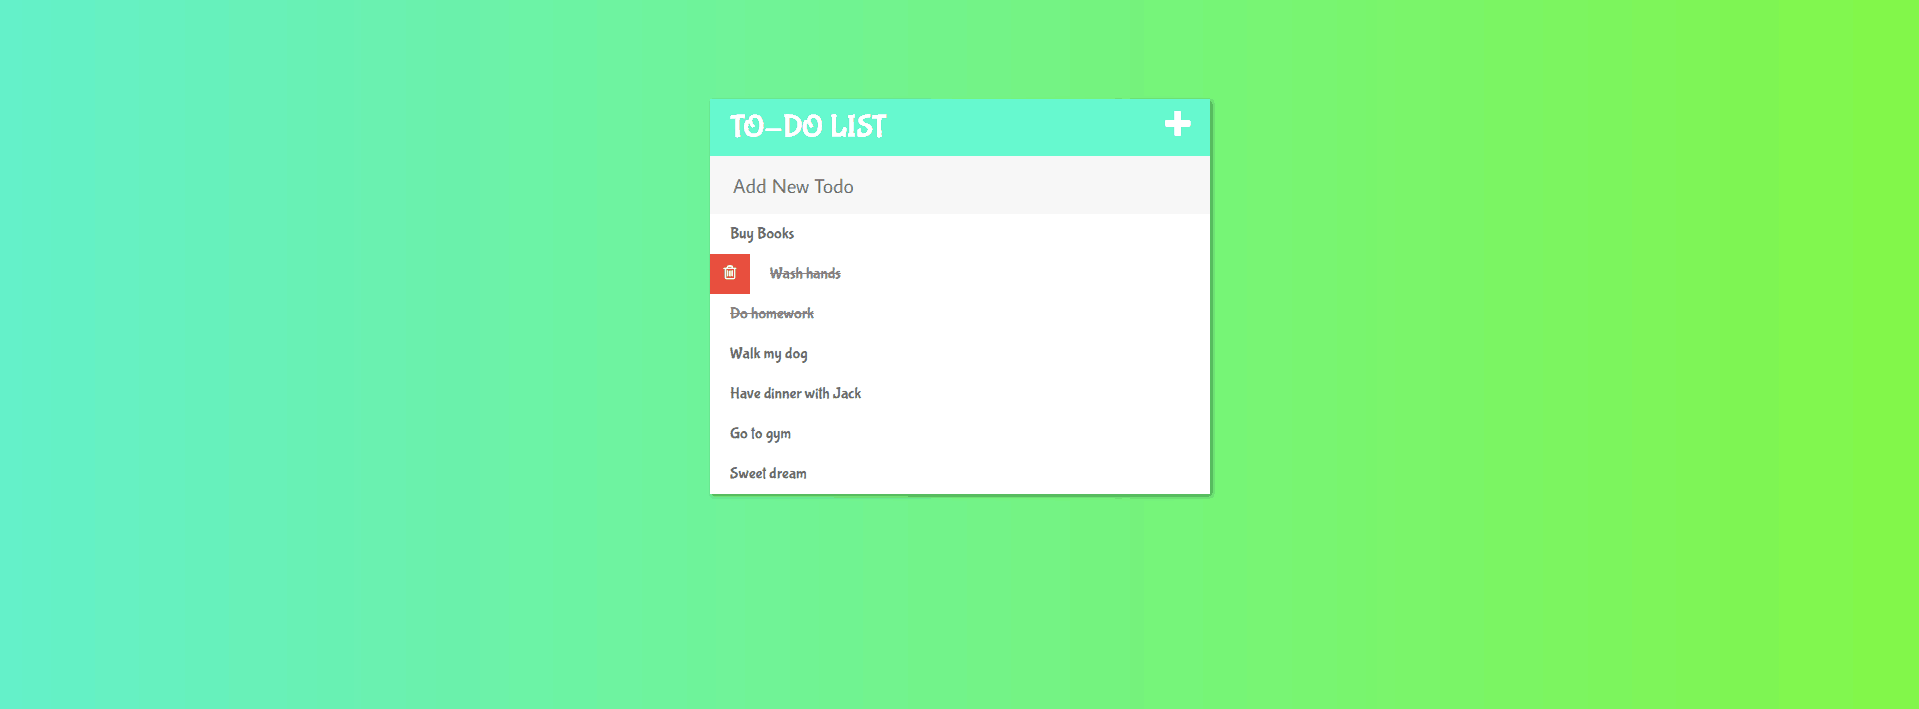 TO-DO LIST
Add New Todo
Buy Books
Wash hands
Do homework
Walk my dog
Have dinner with Jack
Go to gym
Sweet dream